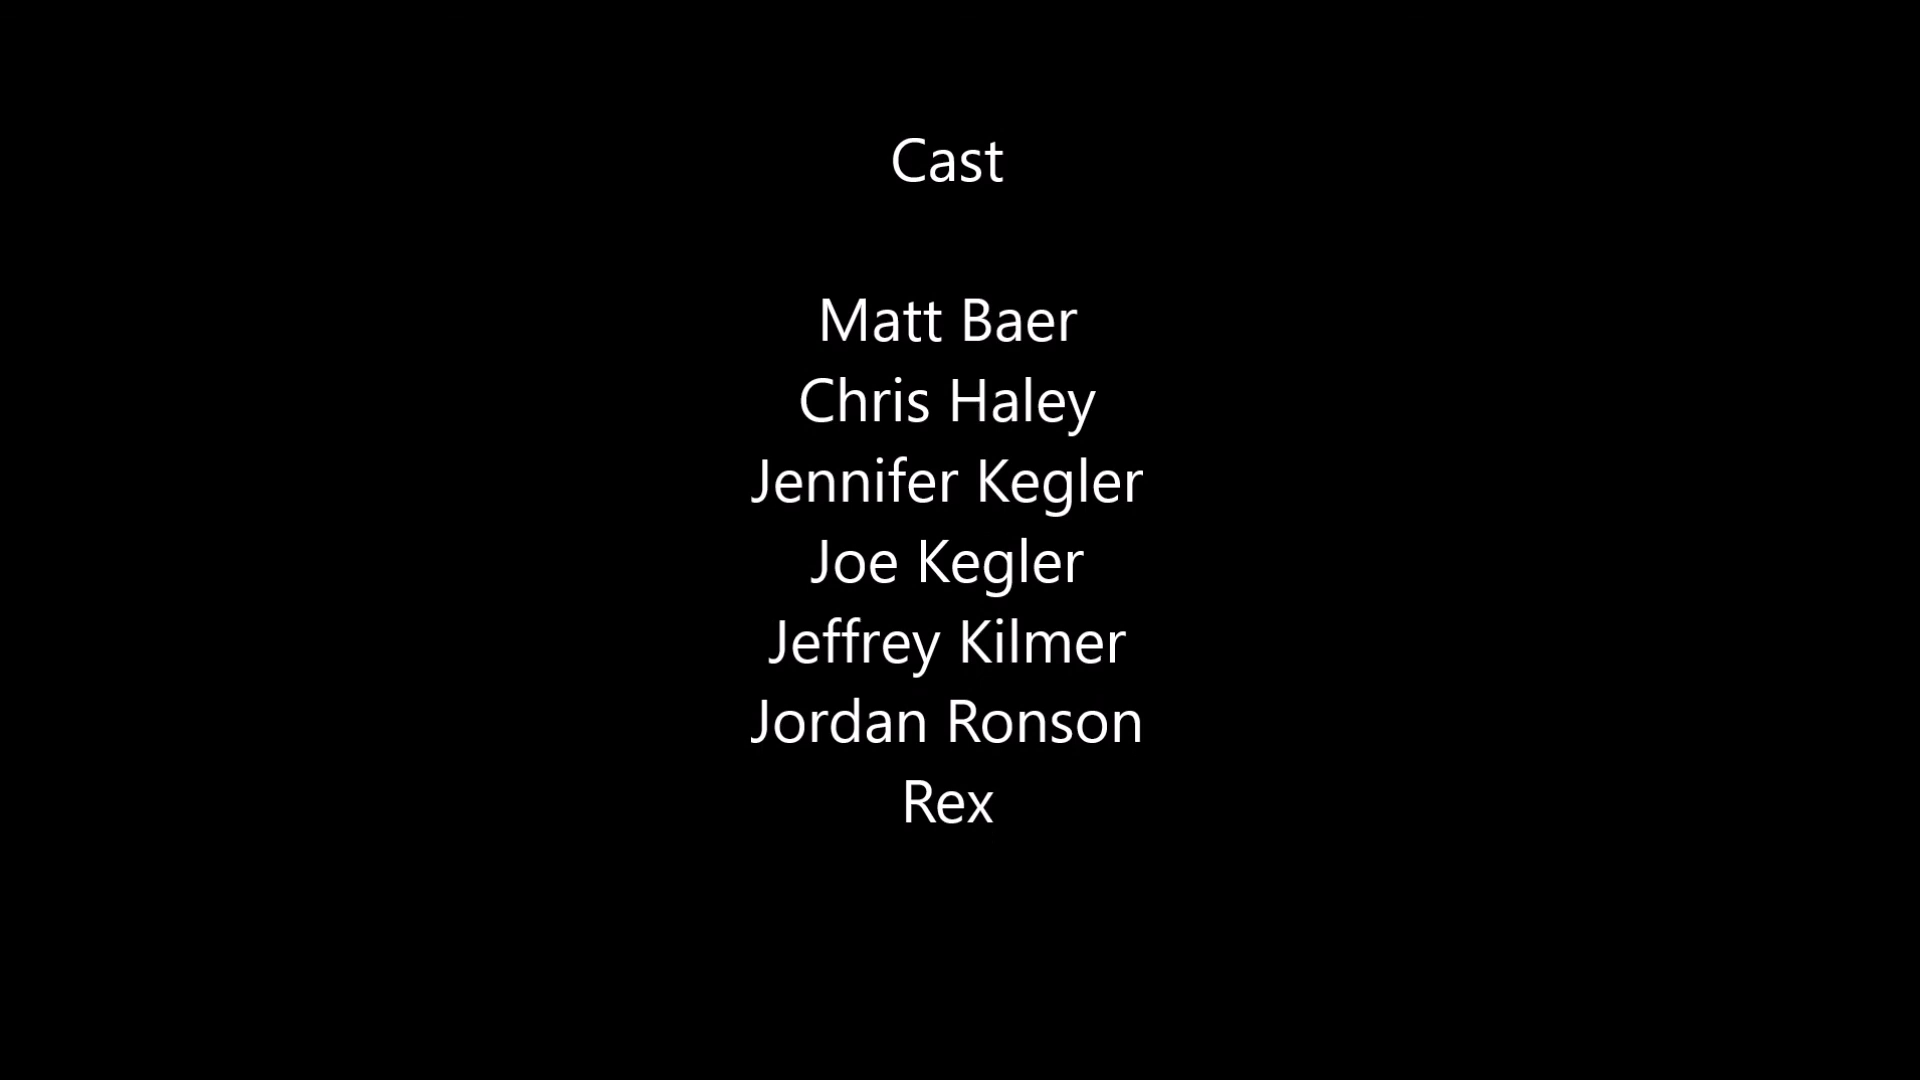 Cast
Matt Baer
Chris Haley
Jennifer Kegler
Joe Kegler
Jeffrey Kilmer
Jordan Ronson
Rex